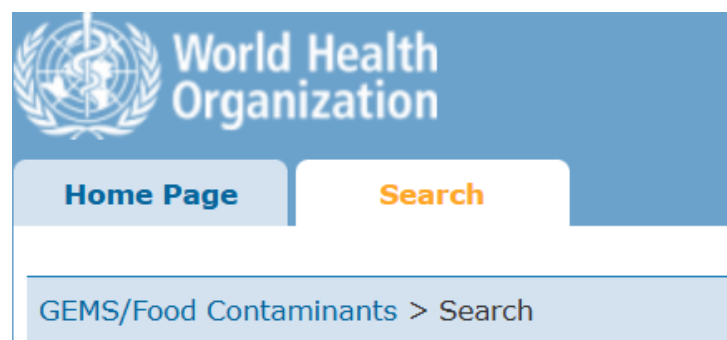 World Health
Organization
Home Page
Search
GEMS/Food Contaminants > Search